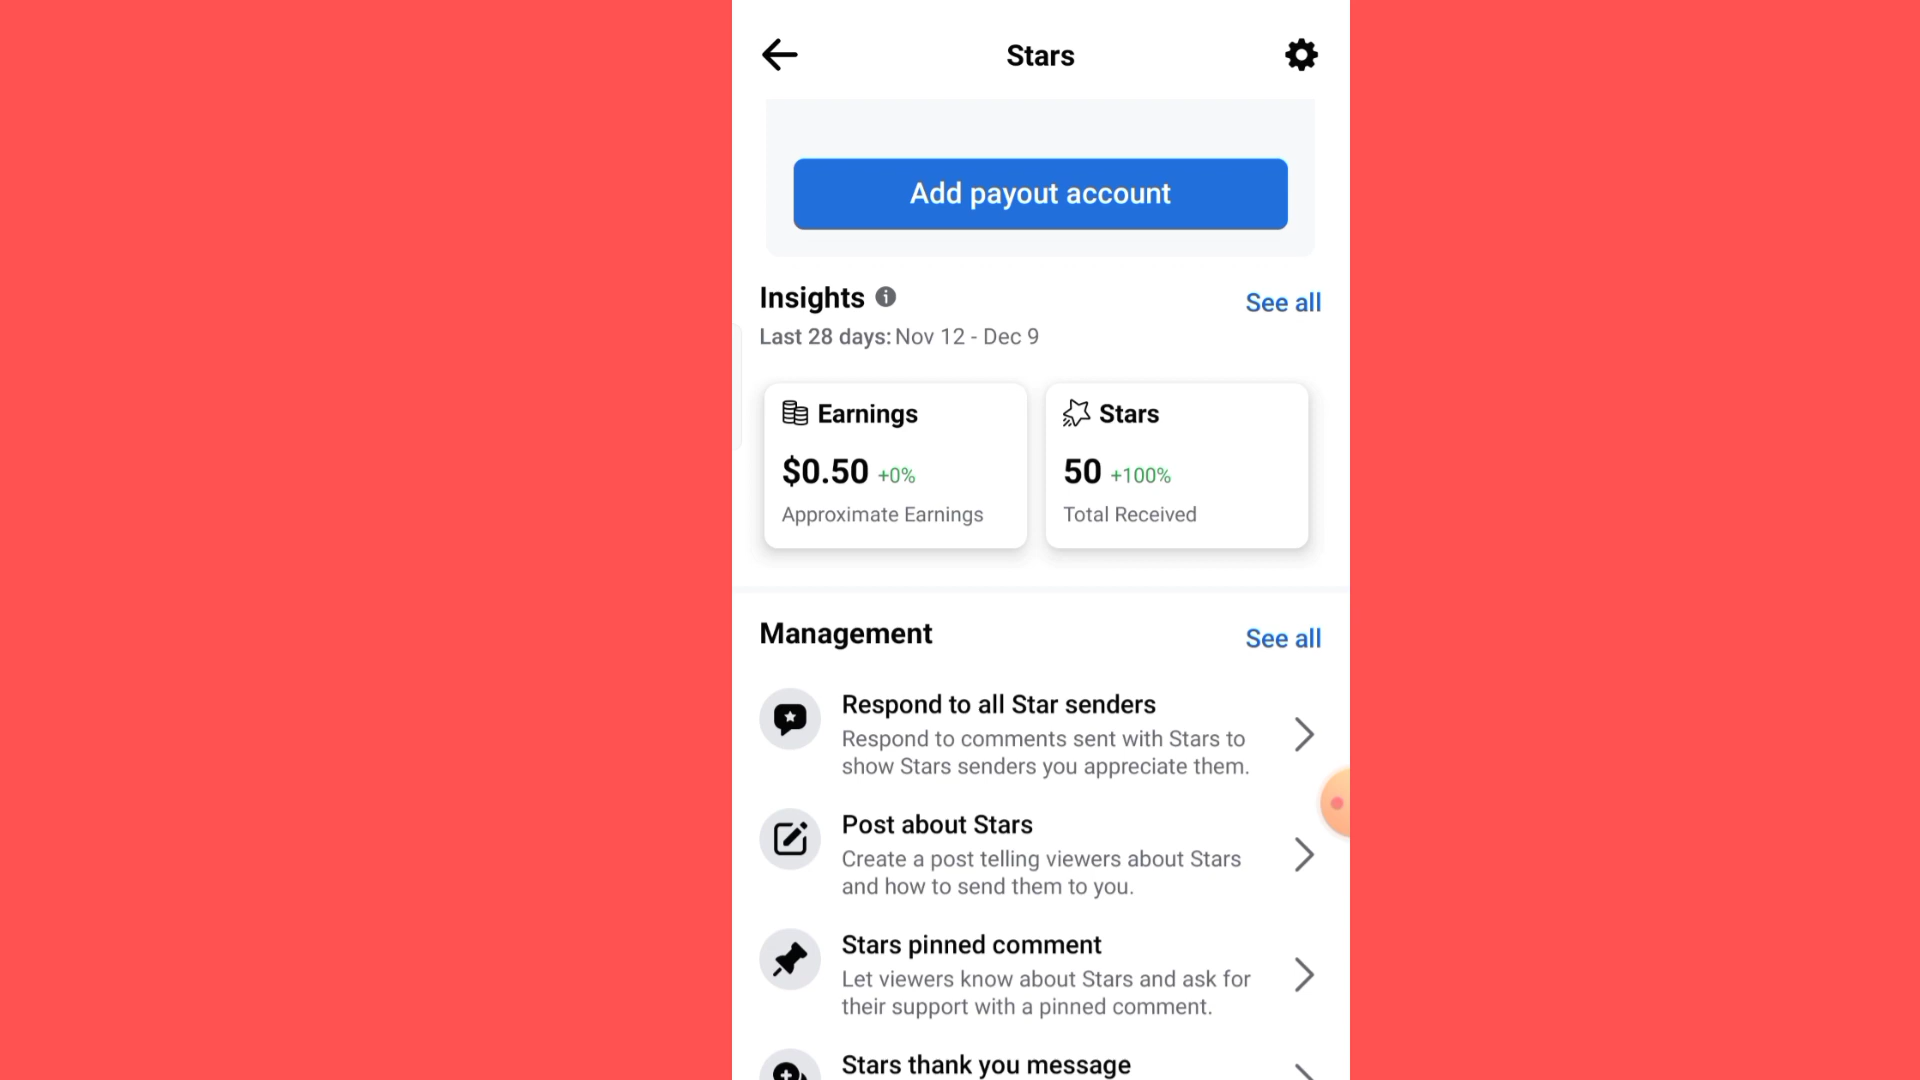 Stars
Add payout account
Insights
See all
Last 28 days: Nov 12 - Dec 9
Earnings
$0.50 +0%
Approximate Earnings
Stars
50 +100%
Total Received
Management
See all
Respond to all Star senders
Respond to comments sent with Stars to
show Stars senders you appreciate them.
Post about Stars
Create a post telling viewers about Stars
and how to send them to you.
Stars pinned comment
Let viewers know about Stars and ask for
their support with a pinned comment.
Stars thank you message